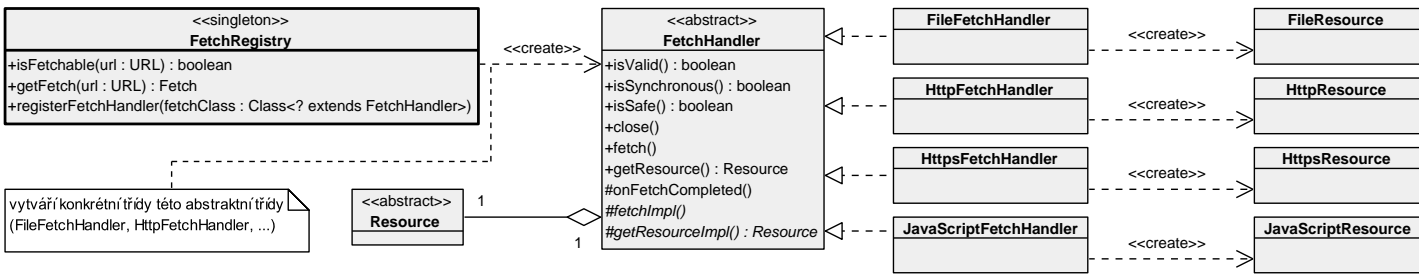 <<singleton>>
FetchRegistry
+isFetchable(url : URL) : boolean
+getFetch(url : URL) : Fetch
+registerFetchHandler(fetchClass : Class<? extends FetchHandler>)
<<create>>
vytváří konkrétní třídy této abstraktní třídy
(FileFetchHandler, HttpFetchHandler, ...)
<<abstract>>
Resource
1
1
<<abstract>>
FetchHandler
+isValid() : boolean
+isSynchronous() : boolean
+isSafe() : boolean
+close()
+fetch()
+getResource() : Resource
#onFetchCompleted()
#fetchImpl()
#getResourceImpl() : Resource
FileFetchHandler
<<create>>
FileResource
HttpFetchHandler
<<create>>
HttpResource
HttpsFetchHandler
<<create>>
HttpsResource
JavaScriptFetchHandler
<<create>>
JavaScriptResource